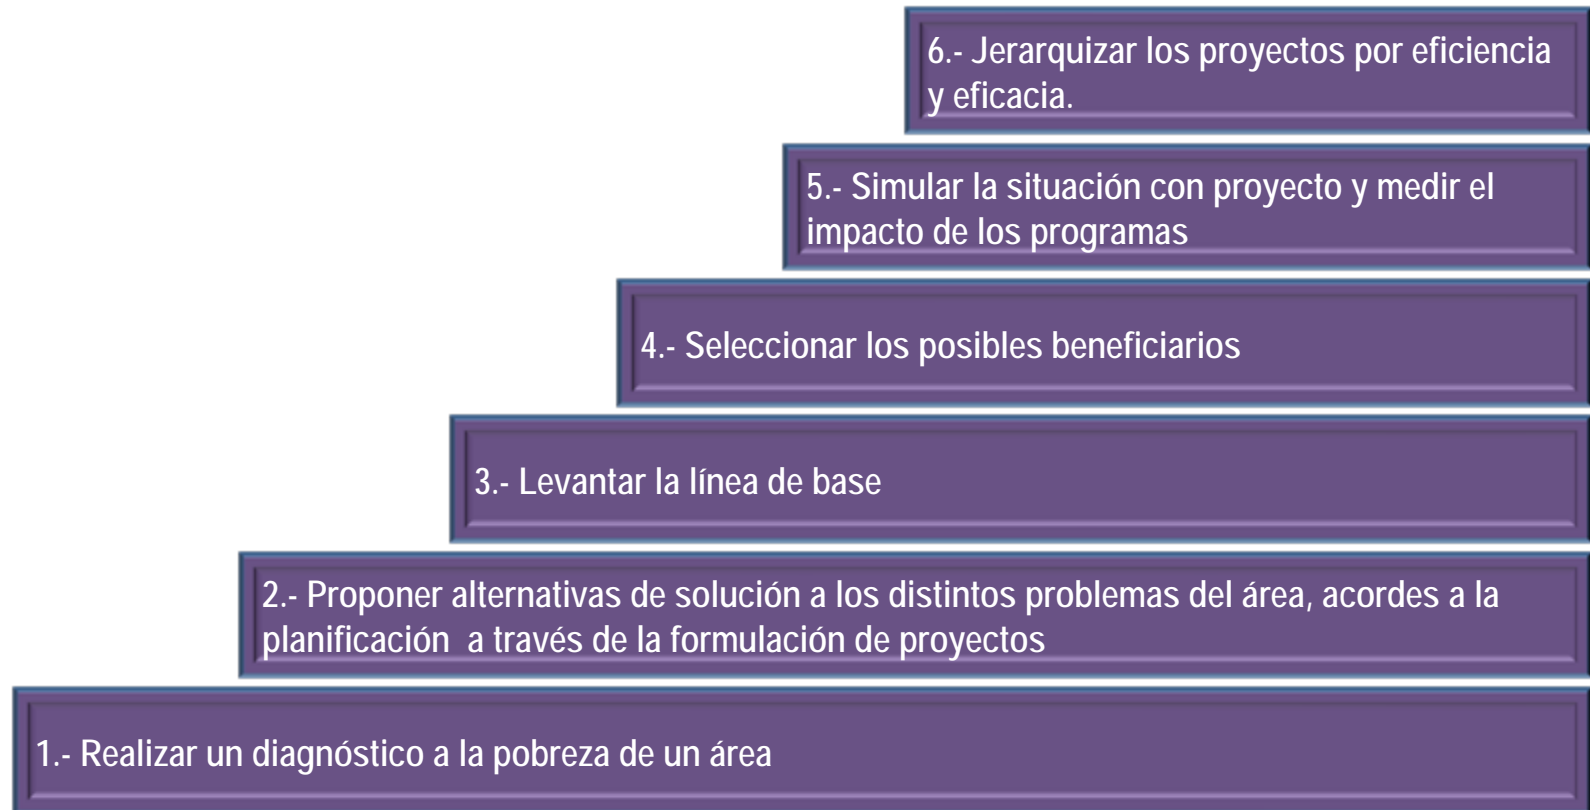 6.- Jerarquizar los proyectos por eficiencia
y eficacia.
5.- Simular la situación con proyecto y medir el
impacto de los programas
4.- Seleccionar los posibles beneficiarios
3.- Levantar la línea de base
2.- Proponer alternativas de solución a los distintos problemas del área, acordes a la
planificación  a través de la formulación de proyectos
1.- Realizar un diagnóstico a la pobreza de un área